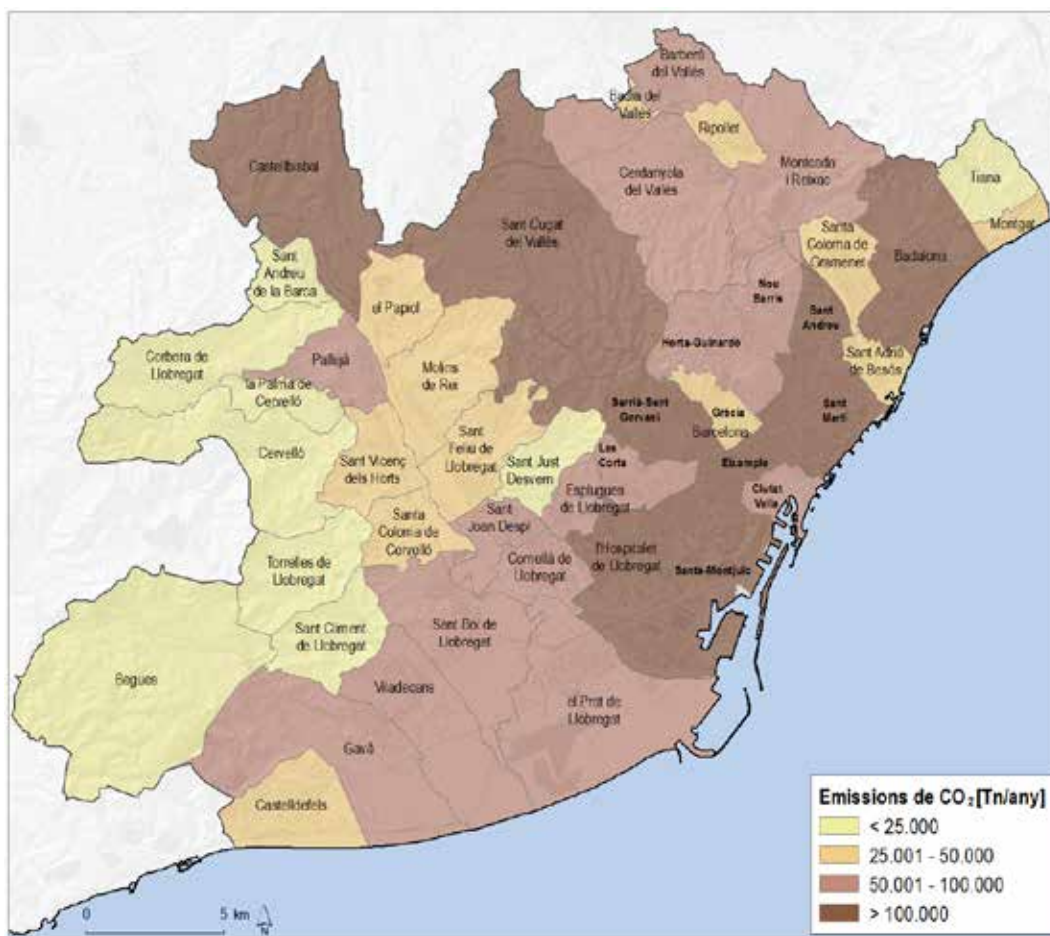 Barberà
del Vallès
Badia del
Vallès
Ripollet
Castellbisbal
Cerdanyola
del Vallès
Montcada
i Reixac
Tiana
Montgat
Sant Cugat
del Vallès
Santa
Coloma de
Gramenet
Badalona
Sant
Andreu
de la Barca
el Papiol
Nou
Barris
Sant
Andreu
Horta-Guinardó
Corbera de
Llobregat
Pallejà
Molins
de Rei
Sant Adrià
de Besòs
la Palma de
Cervelló
Sarrià-Sant
Gervasi
Gràcia
Barcelona
Sant
Martí
Cervelló
Sant Vicenç
dels Horts
Sant
Feliu de
Llobregat
Sant Just
Desvern
Les
Corts
Eixample
Esplugues
de Llobregat
Ciutat
Vella
Santa
Coloma de
Cervelló
Sant
Joan Despí
Cornellà de
Llobregat
l'Hospitalet
de Llobregat
Sants-Montjuïc
Torrelles de
Llobregat
Sant Climent
de Llobregat
Sant Boi de
Llobregat
Begues
Viladecans
el Prat de
Llobregat
Gavà
Castelldefels
Emissions de CO₂ [Tn/any]
< 25.000
25.001 - 50.000
50.001 - 100.000
> 100.000
0 5 km
N